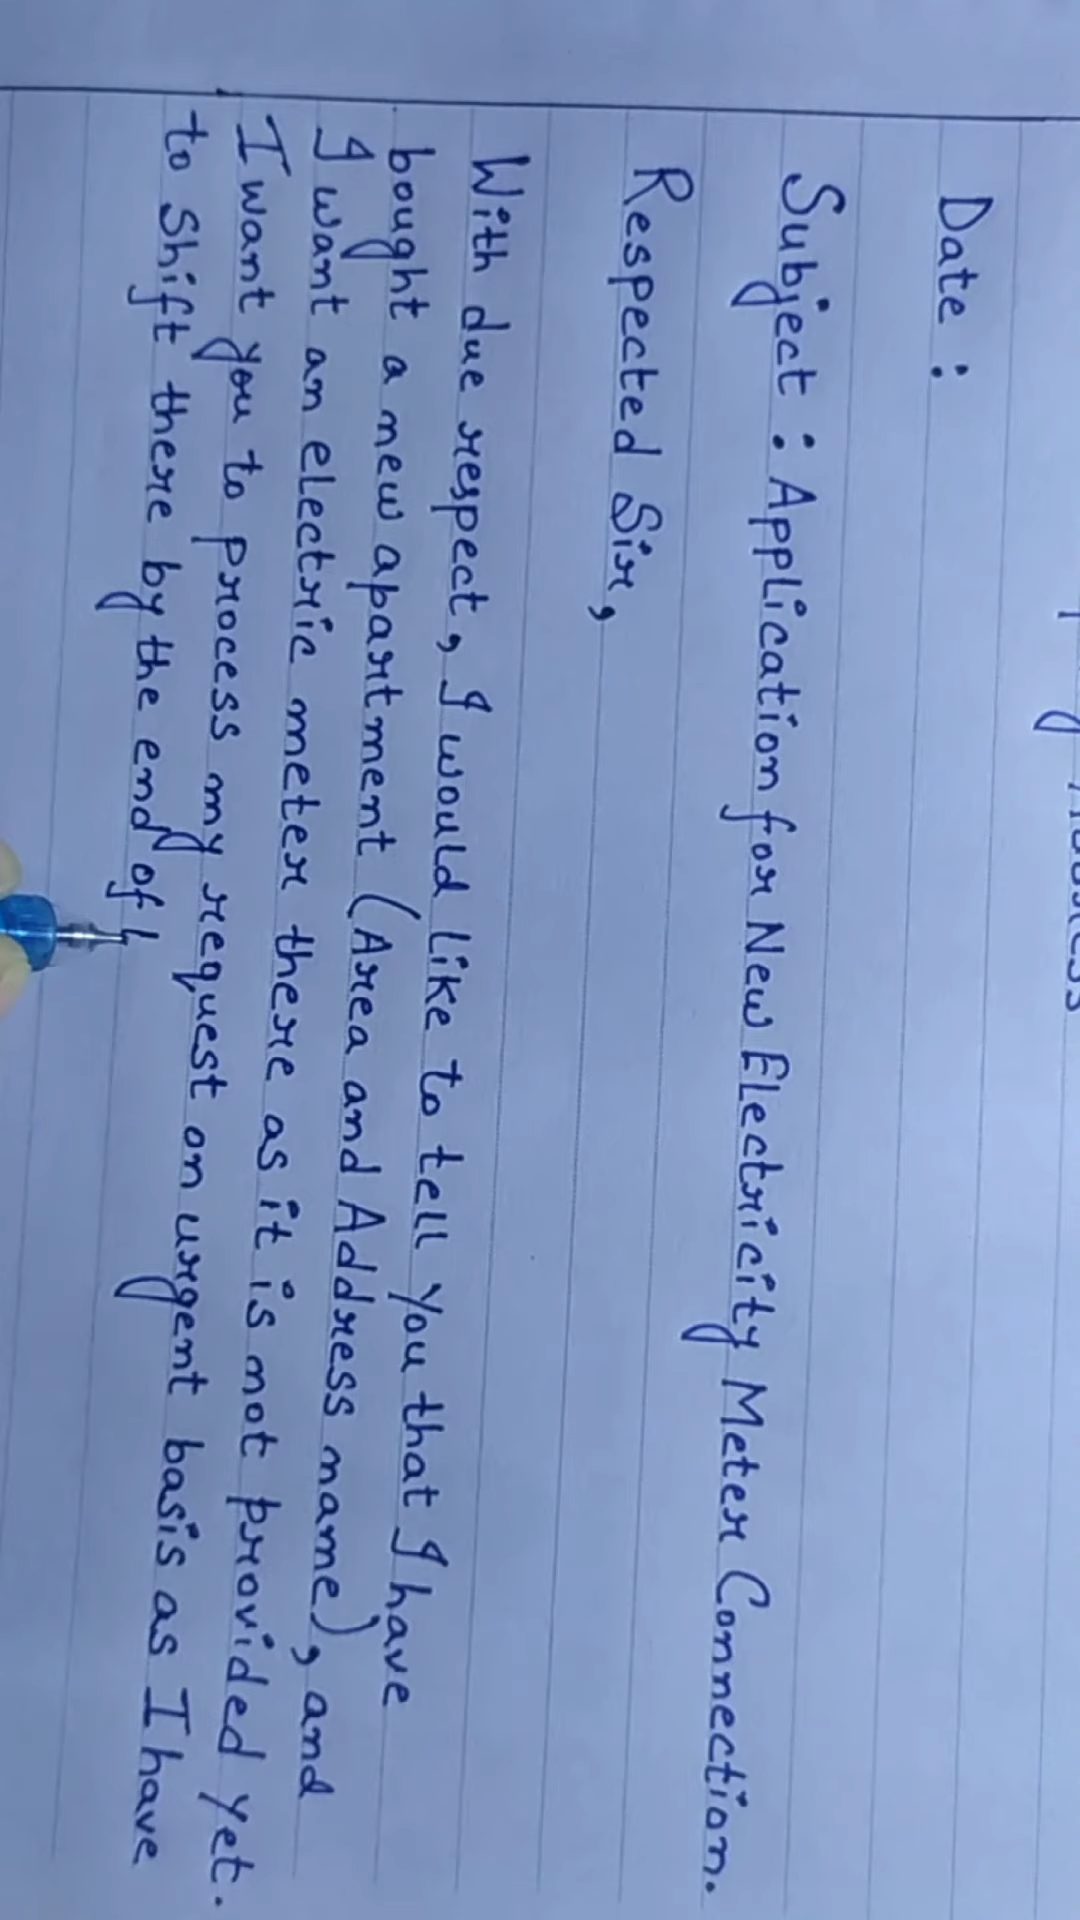 Date :
Subject : Application for New Electricity Meter Connection.
Respected Sir,
With due respect, I would like to tell you that I have
bought a new apartment (Area and Address name), and
I want an electric meter there as it is not provided yet.
I want you to process my request on urgent basis as I have
to shift there by the end of